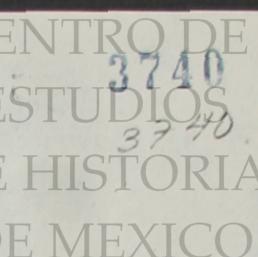 ENTRO DE
3740
ESTUDIOS
3740
E HISTORIA
DE MEXICO